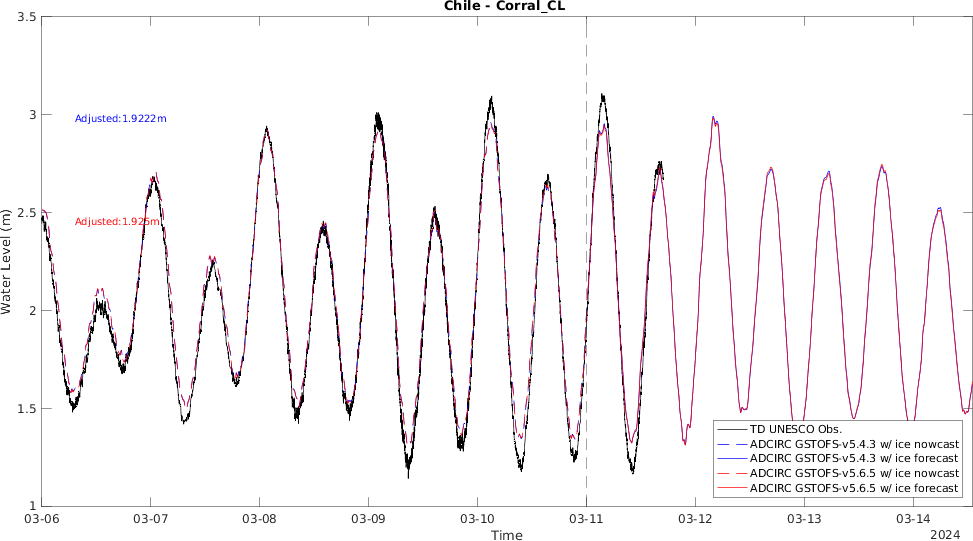 Chile - Corral_CL
3.5
3
2.5
2
1.5
1
Water Level (m)
Adjusted:1.9222m
Adjusted:1.925m
TD UNESCO Obs.
ADCIRC GSTOFS-v5.4.3 w/ ice nowcast
ADCIRC GSTOFS-v5.4.3 w/ ice forecast
ADCIRC GSTOFS-v5.6.5 w/ ice nowcast
ADCIRC GSTOFS-v5.6.5 w/ ice forecast
03-06 03-07 03-08 03-09 03-10 03-11 03-12 03-13 03-14
Time
2024